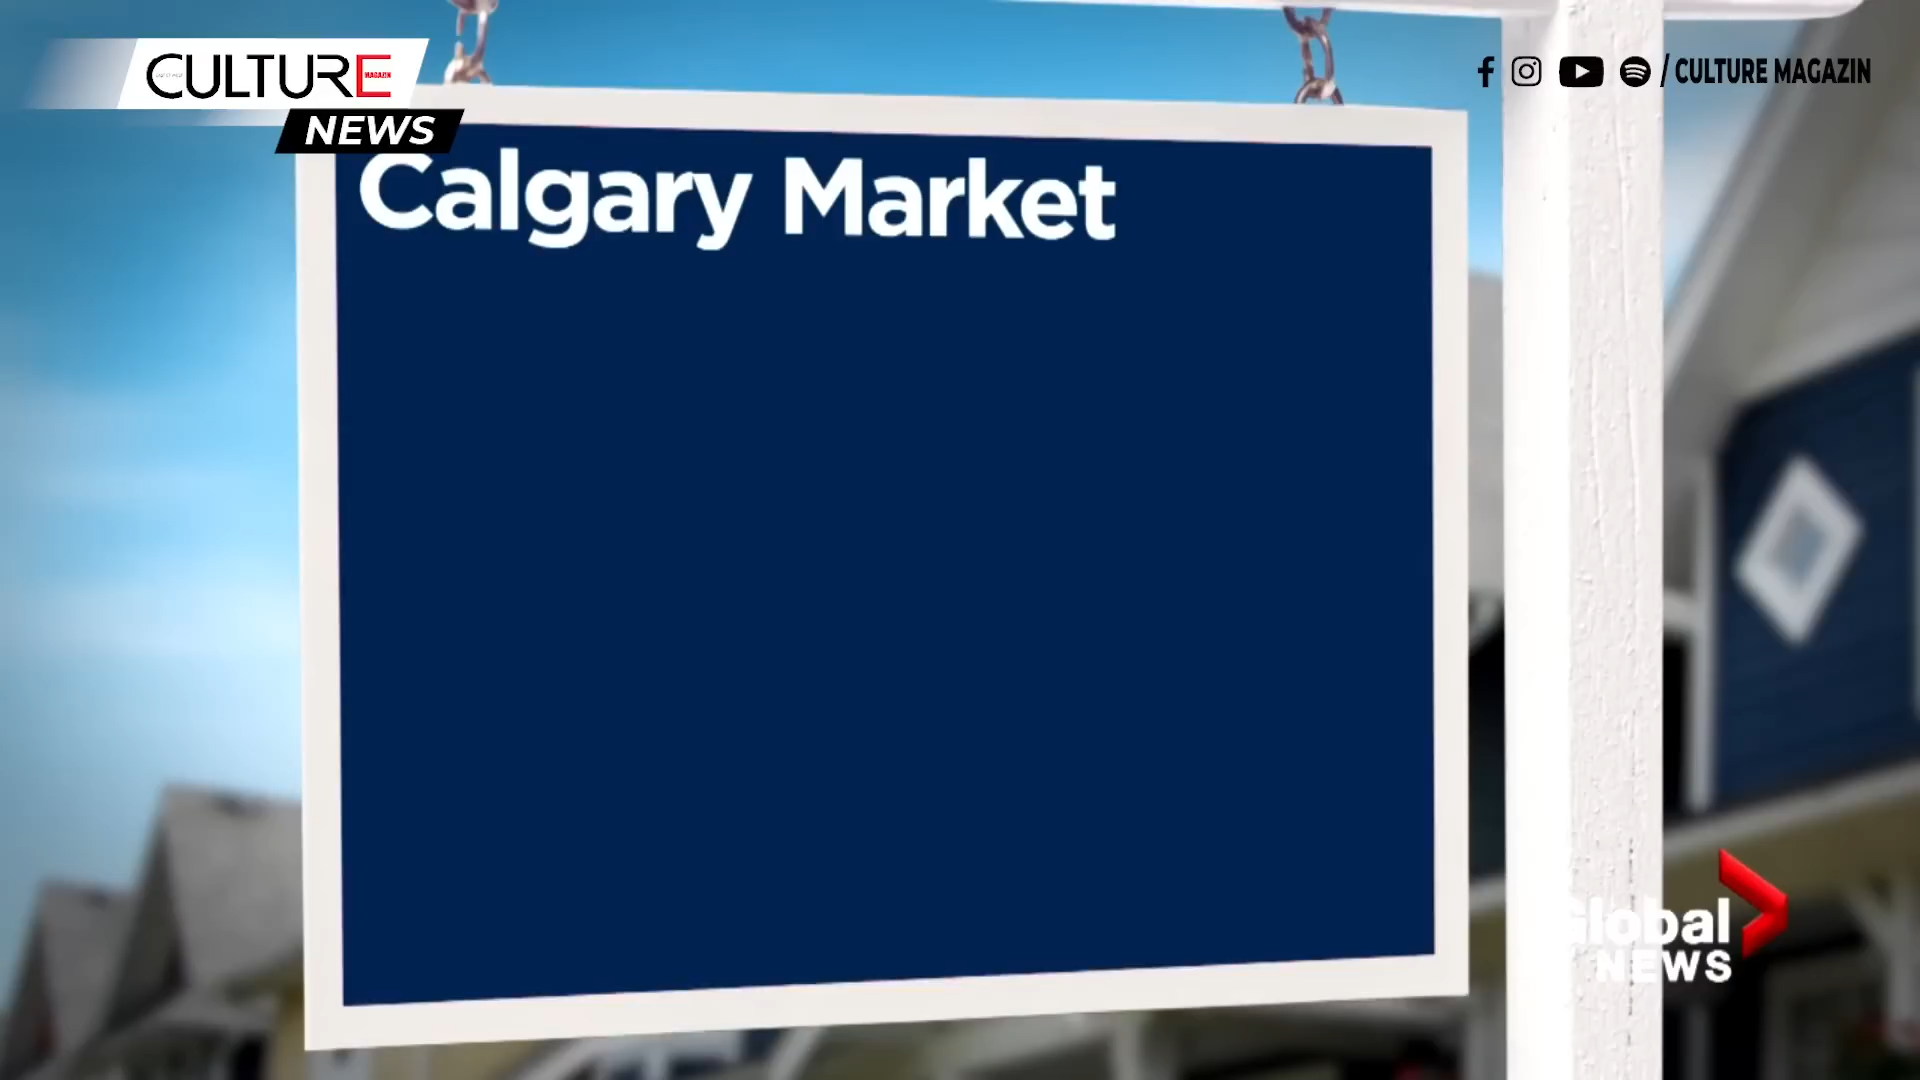 CULTURE
MAGAZIN
NEWS
/ CULTURE MAGAZIN
Calgary Market
Global
NEWS